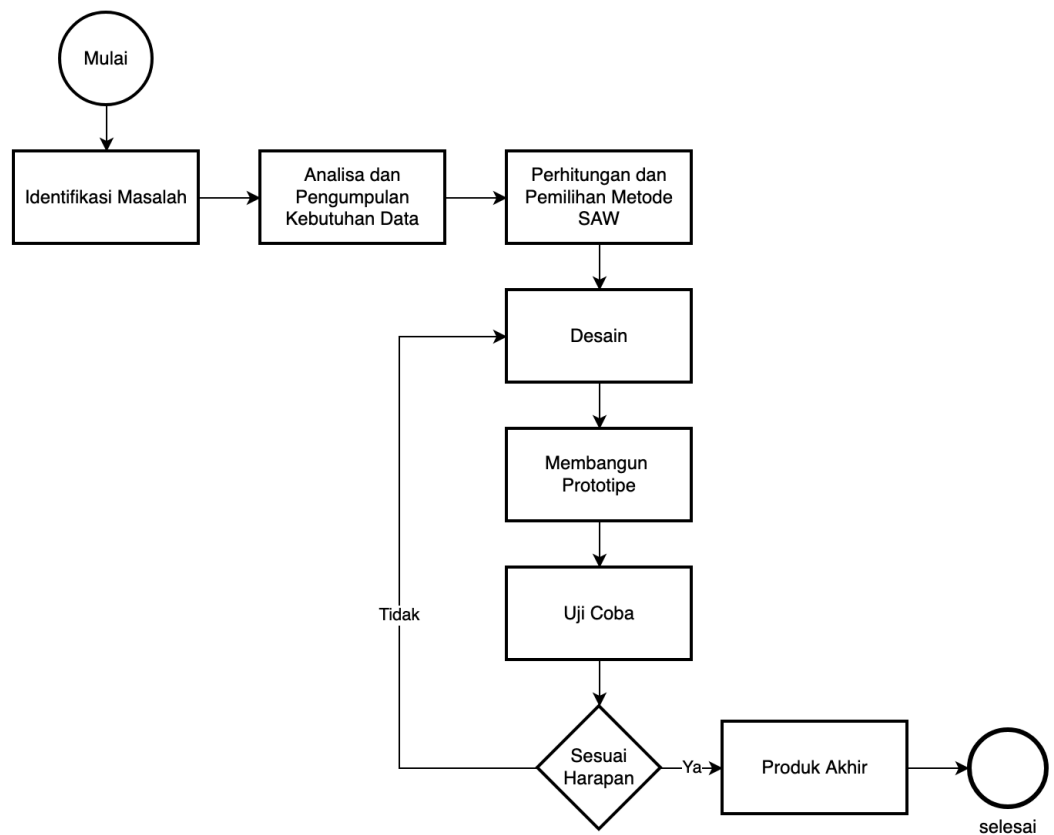 Mulai
Identifikasi Masalah
Analisa dan
Pengumpulan
Kebutuhan Data
Perhitungan dan
Pemilihan Metode
SAW
Desain
Membangun
Prototipe
Uji Coba
Tidak
Sesuai
Harapan
Ya
Produk Akhir
selesai